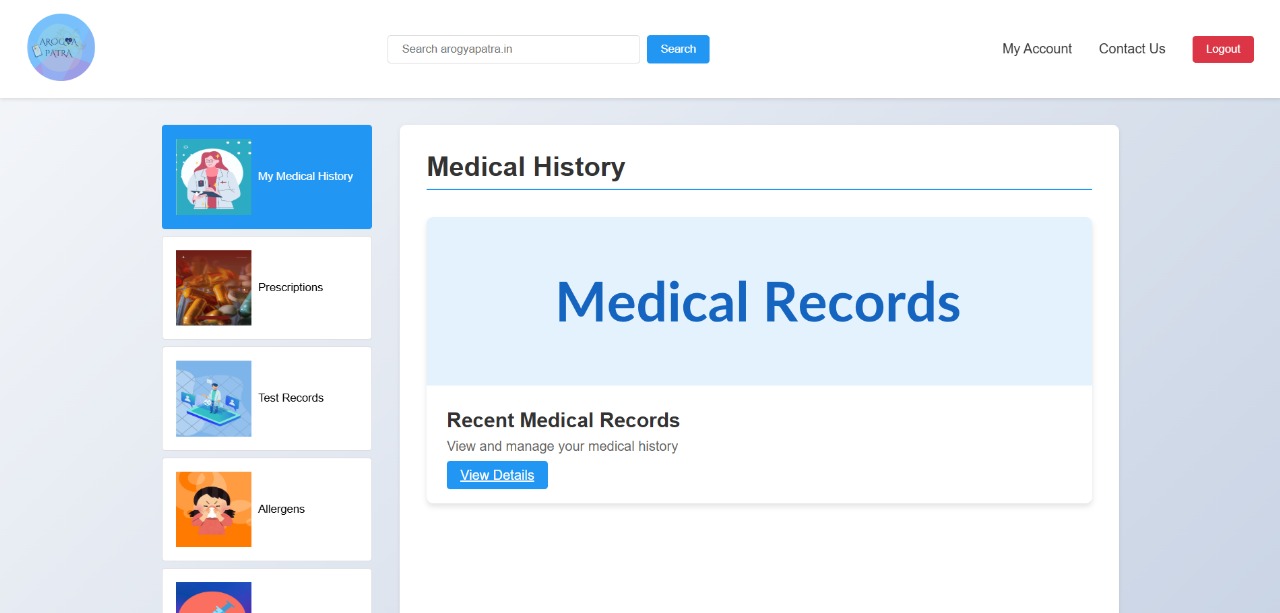 AROGYA
PATRA
Search arogyapatra.in
Search
My Account
Contact Us
Logout
My Medical History
Prescriptions
Test Records
Allergens
Medical History
Medical Records
Recent Medical Records
View and manage your medical history
View Details